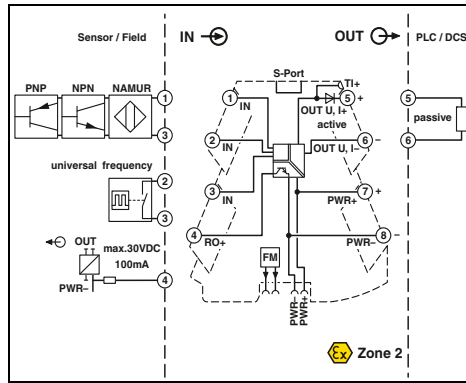 Sensor / Field
IN
OUT
PLC / DCS
S-Port
PNP
NPN
NAMUR
1
3
1
IN
TI+
5
+
OUT U, I+
active
5
6
passive
universal frequency
2
3
2
IN
OUT U, I–
6
–
3
IN
7
+
PWR+
OUT
max.30VDC
100mA
PWR–
4
4
RO+
8
–
PWR–
FM
PWR–
PWR+
Ex
Zone 2